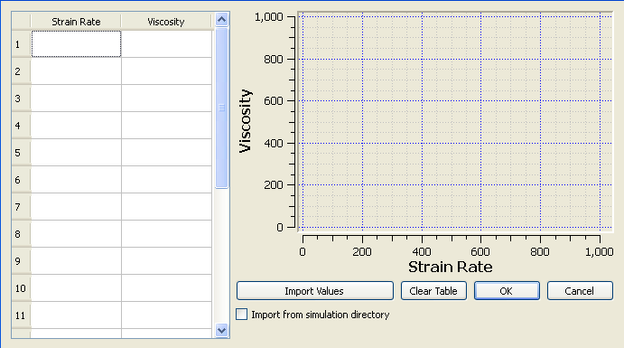 Strain Rate Viscosity
1
2
3
4
5
6
7
8
9
10
11
1,000
800
600
400
200
0
Viscosity
0 200 400 600 800 1,000
Strain Rate
Import Values Clear Table OK Cancel
Import from simulation directory